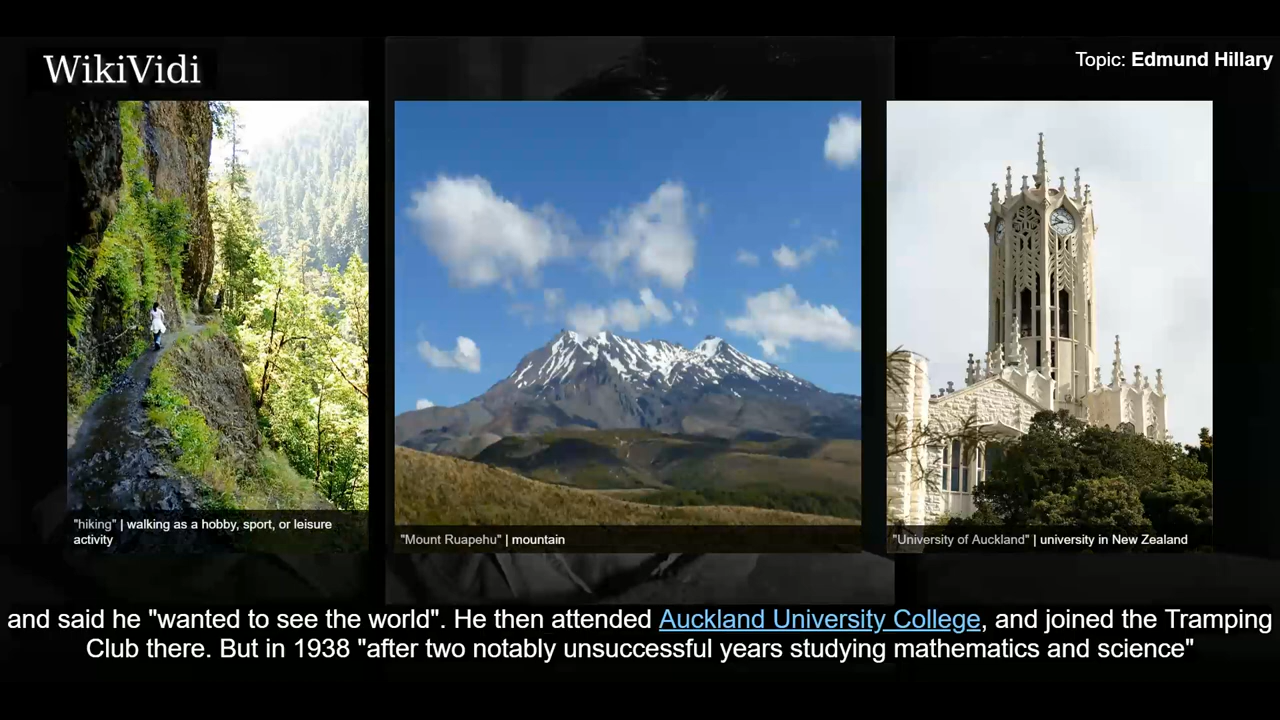 WikiVidi
Topic: Edmund Hillary
"hiking" | walking as a hobby, sport, or leisure
activity
"Mount Ruapehu" | mountain
"University of Auckland" | university in New Zealand
and said he "wanted to see the world". He then attended Auckland University College, and joined the Tramping
Club there. But in 1938 "after two notably unsuccessful years studying mathematics and science"